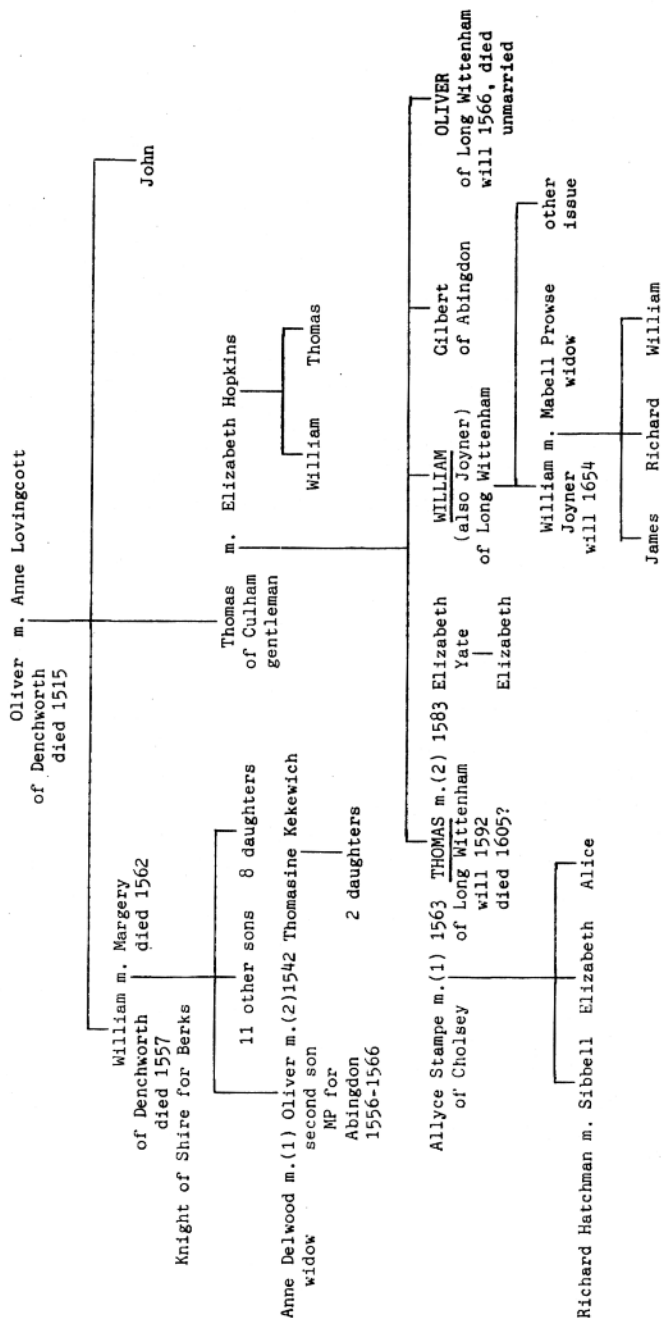 Oliver m. Anne Lovingcott
of Denchworth
died 1515
William m. Margery
of Denchworth died 1562
died 1557
Knight of Shire for Berks
Thomas m. Elizabeth Hopkins
of Culham
gentleman
John
11 other sons 8 daughters
William Thomas
Anne Delwood m.(1) Oliver m.(2)1542 Thomasine Kekewich
widow second son
MP for
Abingdon
1556-1566
2 daughters
Allyce Stampe m.(1) 1563 THOMAS m.(2) 1583 Elizabeth
of Cholsey of Long Wittenham Yate
will 1592
died 1605?
Elizabeth
WILLIAM
(also Joyner)
of Long Wittenham
Gilbert
of Abingdon
OLIVER
of Long Wittenham
will 1566, died
unmarried
Richard Hatchman m. Sibbell Elizabeth Alice
William m. Mabell Prowse
Joyner widow
will 1654
other
issue
James Richard William